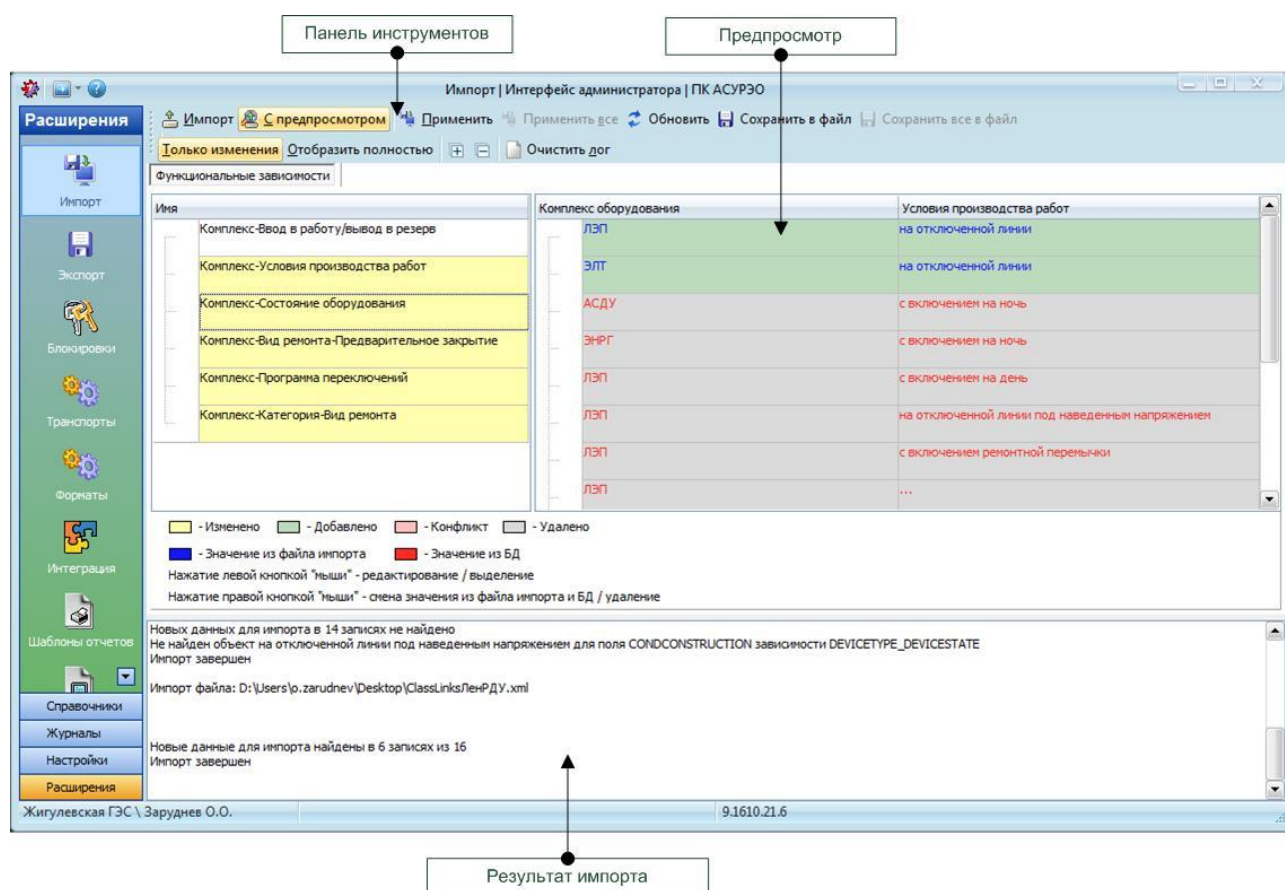 Панель инструментов
Предпросмотр
Импорт | Интерфейс администратора | ПК АСУРЭО
Расширения
Импорт С предпросмотром Применить Применить все Обновить Сохранить в файл Сохранить все в файл
Только изменения Отобразить полностью Очистить лог
Функциональные зависимости
Импорт
Экспорт
Блокировки
Транспорты
Форматы
Интеграция
Шаблоны отчетов
Справочники
Журналы
Настройки
Расширения
Имя
Комплекс-Ввод в работу/вывод в резерв
Комплекс-Условия производства работ
Комплекс-Состояние оборудования
Комплекс-Вид ремонта-Предварительное закрытие
Комплекс-Программа переключений
Комплекс-Категория-Вид ремонта
Комплекс оборудования Условия производства работ
ЛЭП на отключенной линии
ЭЛТ на отключенной линии
АСДУ с включением на ночь
ЭНРГ с включением на ночь
ЛЭП с включением на день
ЛЭП на отключенной линии под наведенным напряжением
ЛЭП с включением ремонтной перемычки
ЛЭП ...
- Изменено - Добавлено - Конфликт - Удалено
- Значение из файла импорта - Значение из БД
Нажатие левой кнопкой "мыши" - редактирование / выделение
Нажатие правой кнопкой "мыши" - смена значения из файла импорта и БД / удаление
Новых данных для импорта в 14 записях не найдено
Не найден объект на отключенной линии под наведенным напряжением для поля CONDCONSTRUCTION зависимости DEVICETYPE_DEVICESTATE
Импорт завершен
Импорт файла: D:\Users\o.zarudnev\Desktop\ClassLinksЛенРДУ.xml
Новые данные для импорта найдены в 6 записях из 16
Импорт завершен
Жигулевская ГЭС \ Заруднев О.О. 9.1610.21.6
Результат импорта